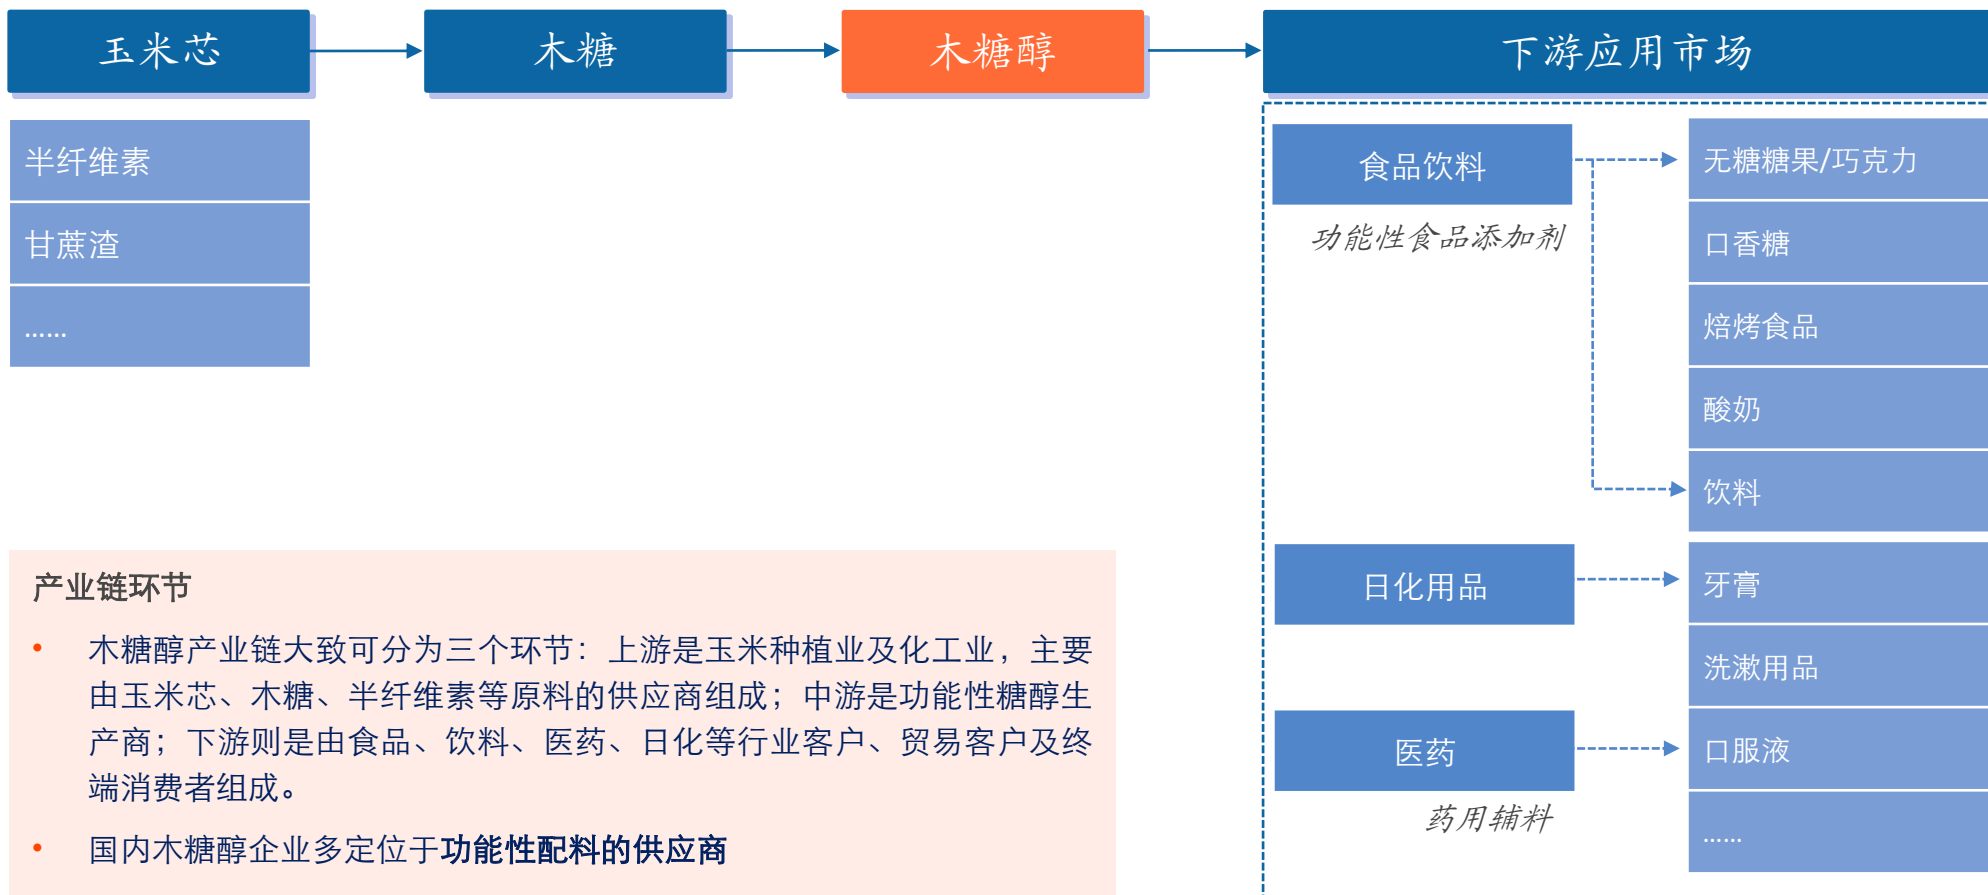 玉米芯
木糖
木糖醇
下游应用市场
半纤维素
甘蔗渣
……
食品饮料
功能性食品添加剂
无糖糖果/巧克力
口香糖
焙烤食品
酸奶
饮料
日化用品
牙膏
洗漱用品
医药
药用辅料
口服液
……
产业链环节
• 木糖醇产业链大致可分为三个环节：上游是玉米种植业及化工业，主要
由玉米芯、木糖、半纤维素等原料的供应商组成；中游是功能性糖醇生
产商；下游则是由食品、饮料、医药、日化等行业客户、贸易客户及终
端消费者组成。
• 国内木糖醇企业多定位于功能性配料的供应商